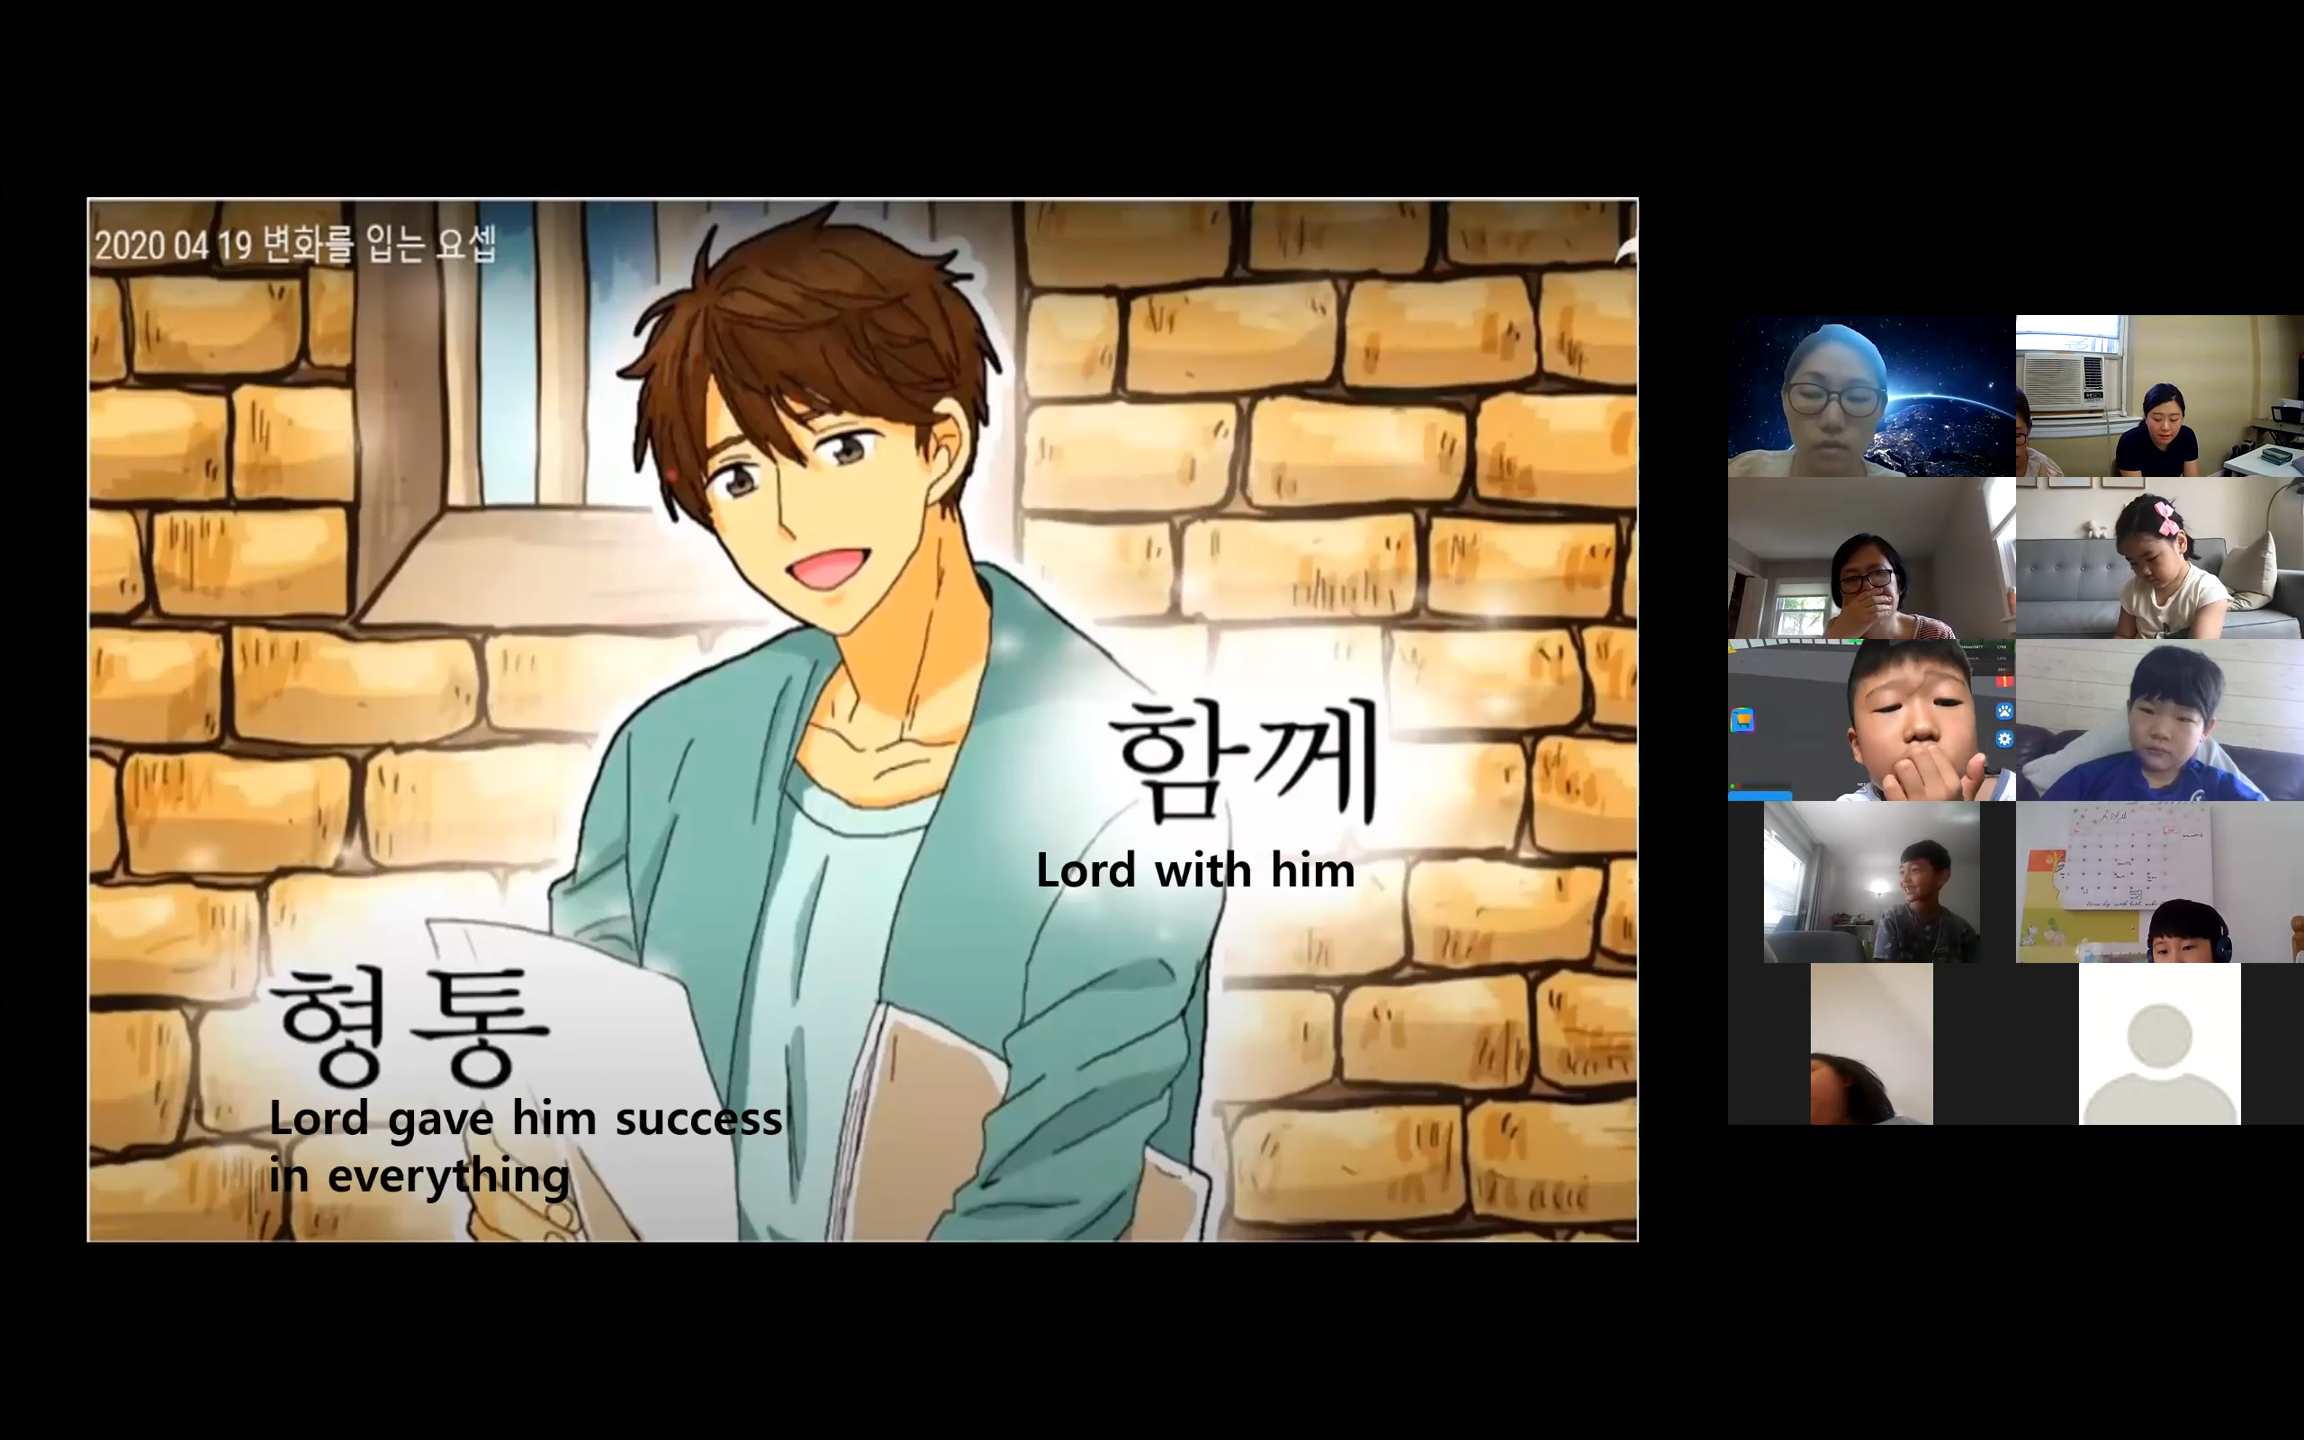 2020 04 19 변화를 입는 요셉
함께
Lord with him
형통
Lord gave him success
in everything
April